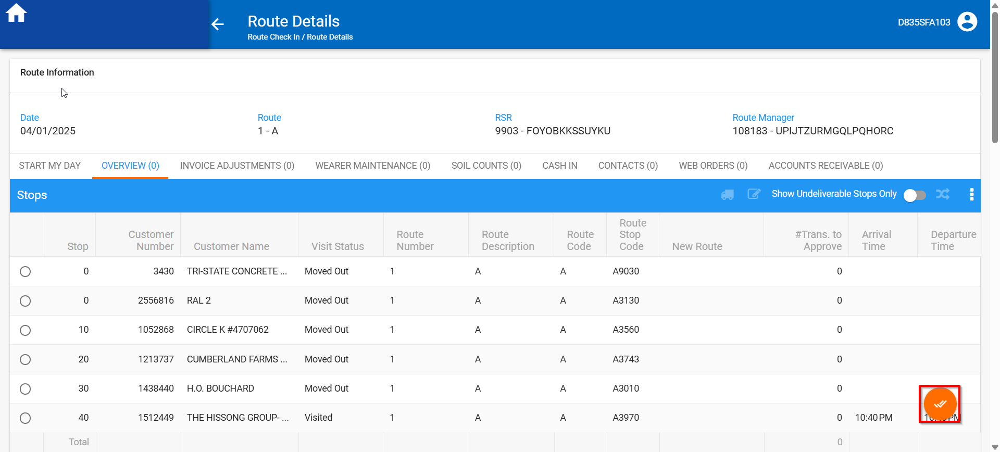 Route Details
Route Check In / Route Details
D835SFA103
Route Information
Date
04/01/2025
Route
1 - A
RSR
9903 - FOYOBKKSSUYKU
Route Manager
108183 - UPIJTZURMGQLPQHORC
START MY DAY OVERVIEW (0) INVOICE ADJUSTMENTS (0) WEARER MAINTENANCE (0) SOIL COUNTS (0) CASH IN CONTACTS (0) WEB ORDERS (0) ACCOUNTS RECEIVABLE (0)
Stops
Show Undeliverable Stops Only
Stop
Customer
Number
Customer Name
Visit Status
Route
Number
Route
Description
Route
Code
Route
Stop
Code
New Route
#Trans. to
Approve
Arrival
Time
Departure
Time
0 3430 TRI-STATE CONCRETE ... Moved Out 1 A A A9030 0
0 2556816 RAL 2 Moved Out 1 A A A3130 0
10 1052868 CIRCLE K #4707062 Moved Out 1 A A A3560 0
20 1213737 CUMBERLAND FARMS ... Moved Out 1 A A A3743 0
30 1438440 H.O. BOUCHARD Moved Out 1 A A A3010 0
40 1512449 THE HISSONG GROUP- ... Visited 1 A A A3970 0 10:40 PM
Total 0